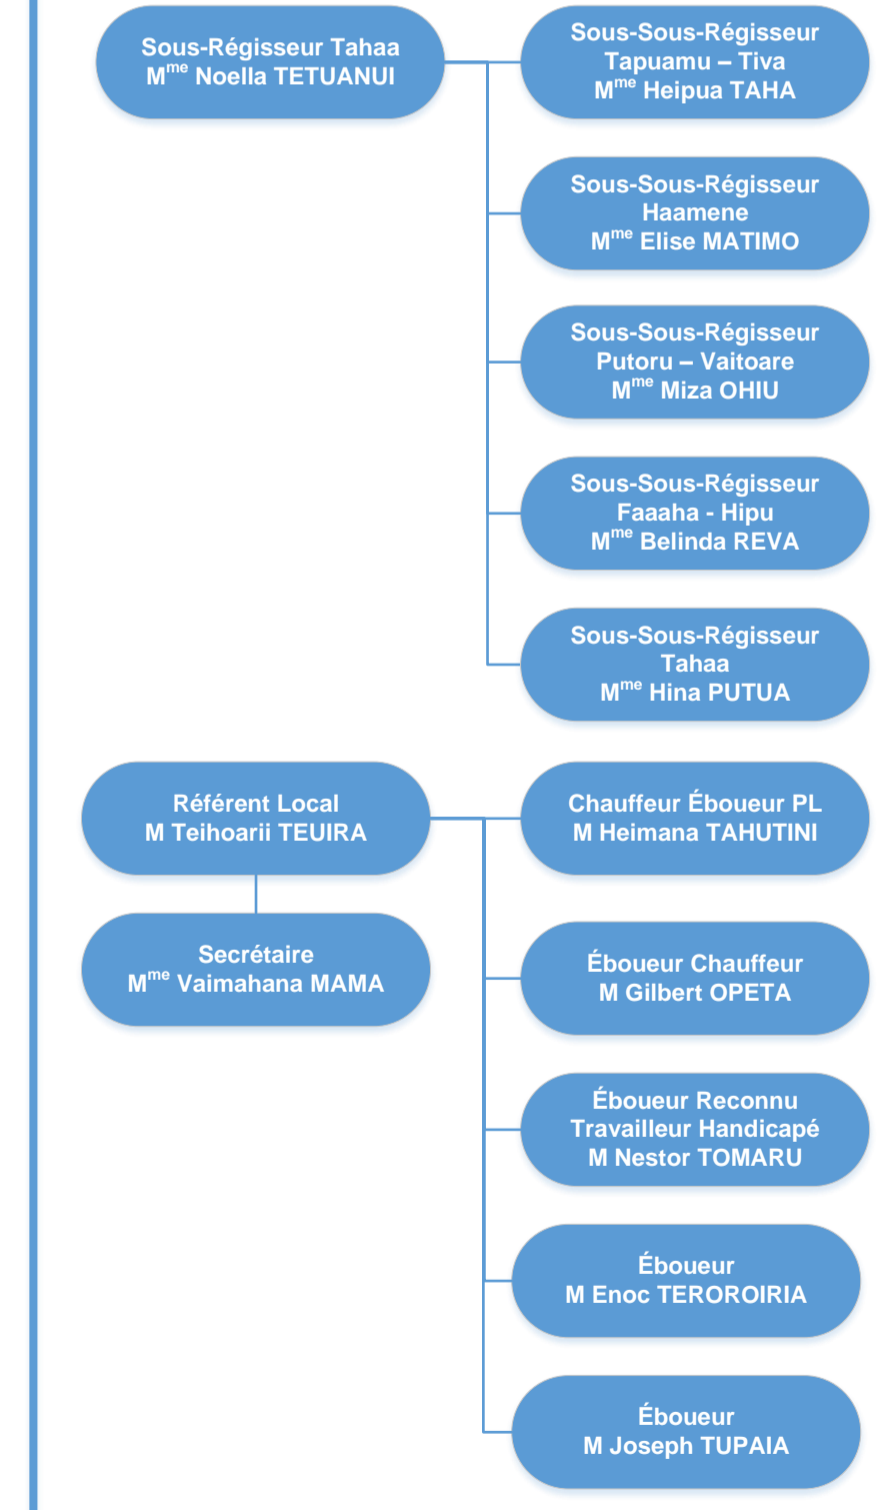 Sous-Régisseur Tahaa
Mme Noella TETUANUI
Sous-Sous-Régisseur
Tapuamu – Tiva
Mme Heipua TAHA
Sous-Sous-Régisseur
Haamene
Mme Elise MATIMO
Sous-Sous-Régisseur
Putoru – Vaitoare
Mme Miza OHIU
Sous-Sous-Régisseur
Faaaha - Hipu
Mme Belinda REVA
Sous-Sous-Régisseur
Tahaa
Mme Hina PUTUA
Référent Local
M Teihoarii TEUIRA
Secrétaire
Mme Vaimahana MAMA
Chauffeur Éboueur PL
M Heimana TAHUTINI
Éboueur Chauffeur
M Gilbert OPETA
Éboueur Reconnu
Travailleur Handicapé
M Nestor TOMARU
Éboueur
M Enoc TEROROIRIA
Éboueur
M Joseph TUPAIA